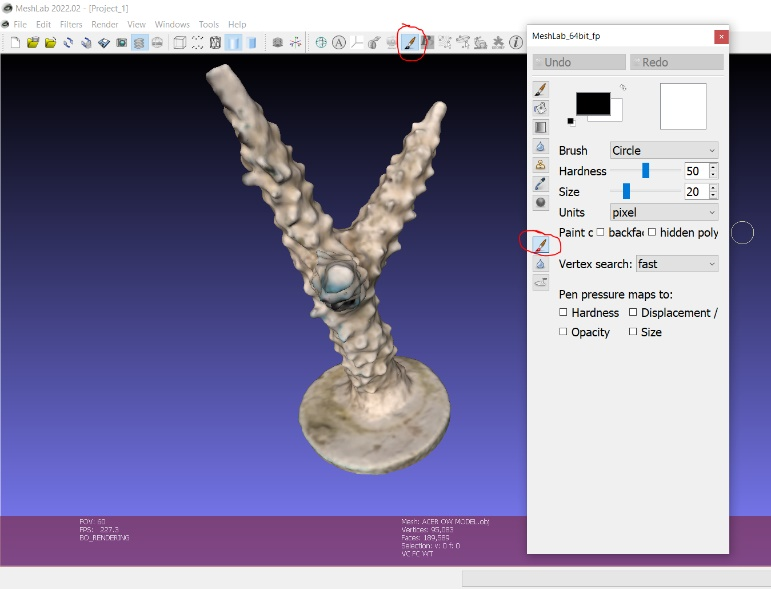 MeshLab 2022.02 - [Project_1]
File Edit Filters Render View Windows Tools Help
MeshLab_64bit_fp
Undo Redo
Brush Circle
Hardness 50
Size 20
Units pixel
Paint c backfa hidden poly
Vertex search: fast
Pen pressure maps to:
Hardness Displacement /
Opacity Size
FOV: 60
FPS: 227.3
BO_RENDERING
Mesh: ACER OW MODEL.obj
Vertices: 95,083
Faces: 189,589
Selection: v: 0 f: 0
VC FC WT